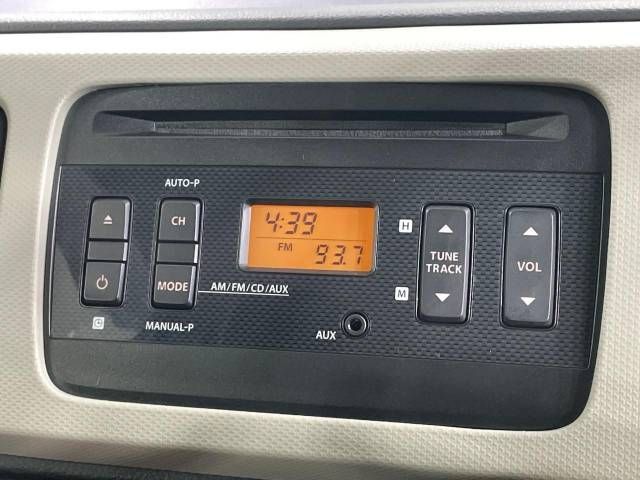 AUTO-P
CH
MODE
AM/FM/CD/AUX
MANUAL-P
4:39
FM 93.7
AUX
H
M
TUNE
TRACK
VOL